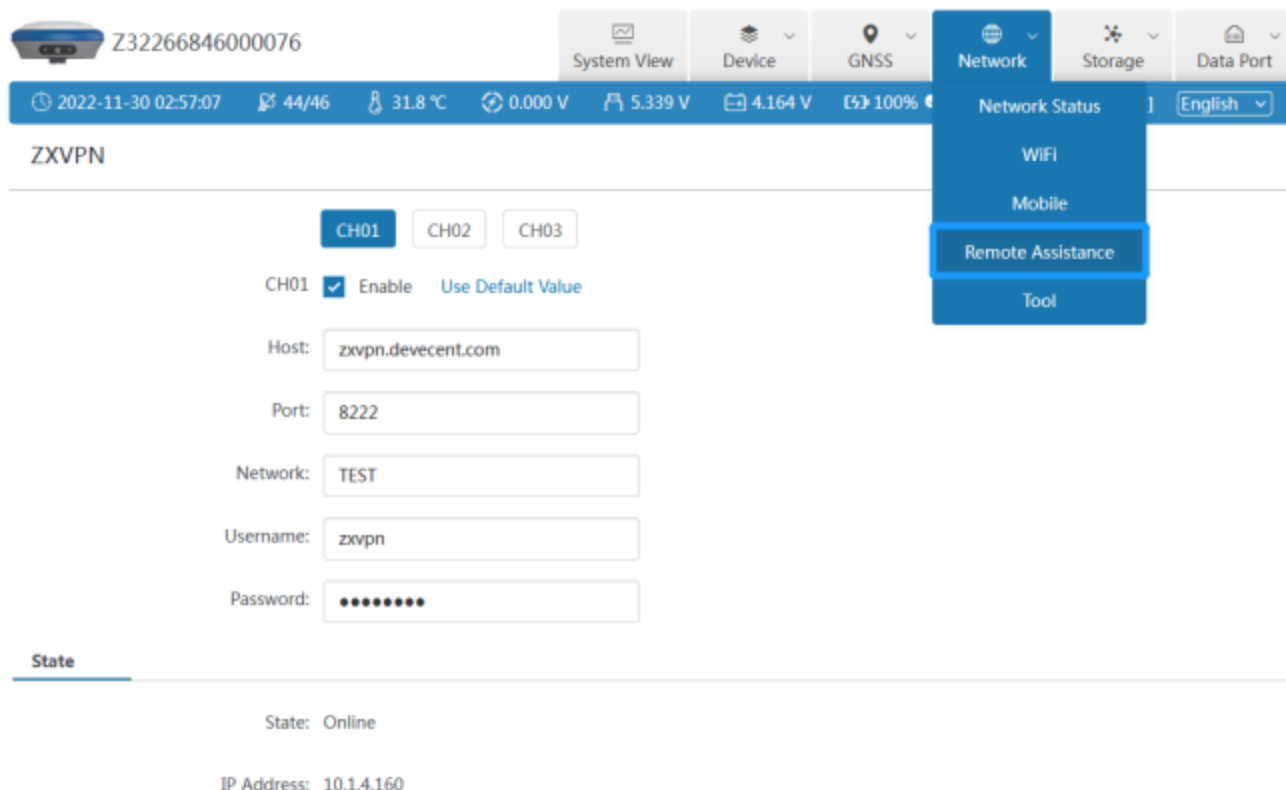 Z32266846000076
System View
Device
GNSS
Network
Storage
Data Port
2022-11-30 02:57:07 44/46 31.8 ℃ 0.000 V 5.339 V 4.164 V 100% ] English
Network Status
WiFi
Mobile
Remote Assistance
Tool
ZXVPN
CH01 CH02 CH03
CH01 Enable Use Default Value
Host: zxvpn.devecent.com
Port: 8222
Network: TEST
Username: zxvpn
Password: ••••••••
State
State: Online
IP Address: 10.1.4.160